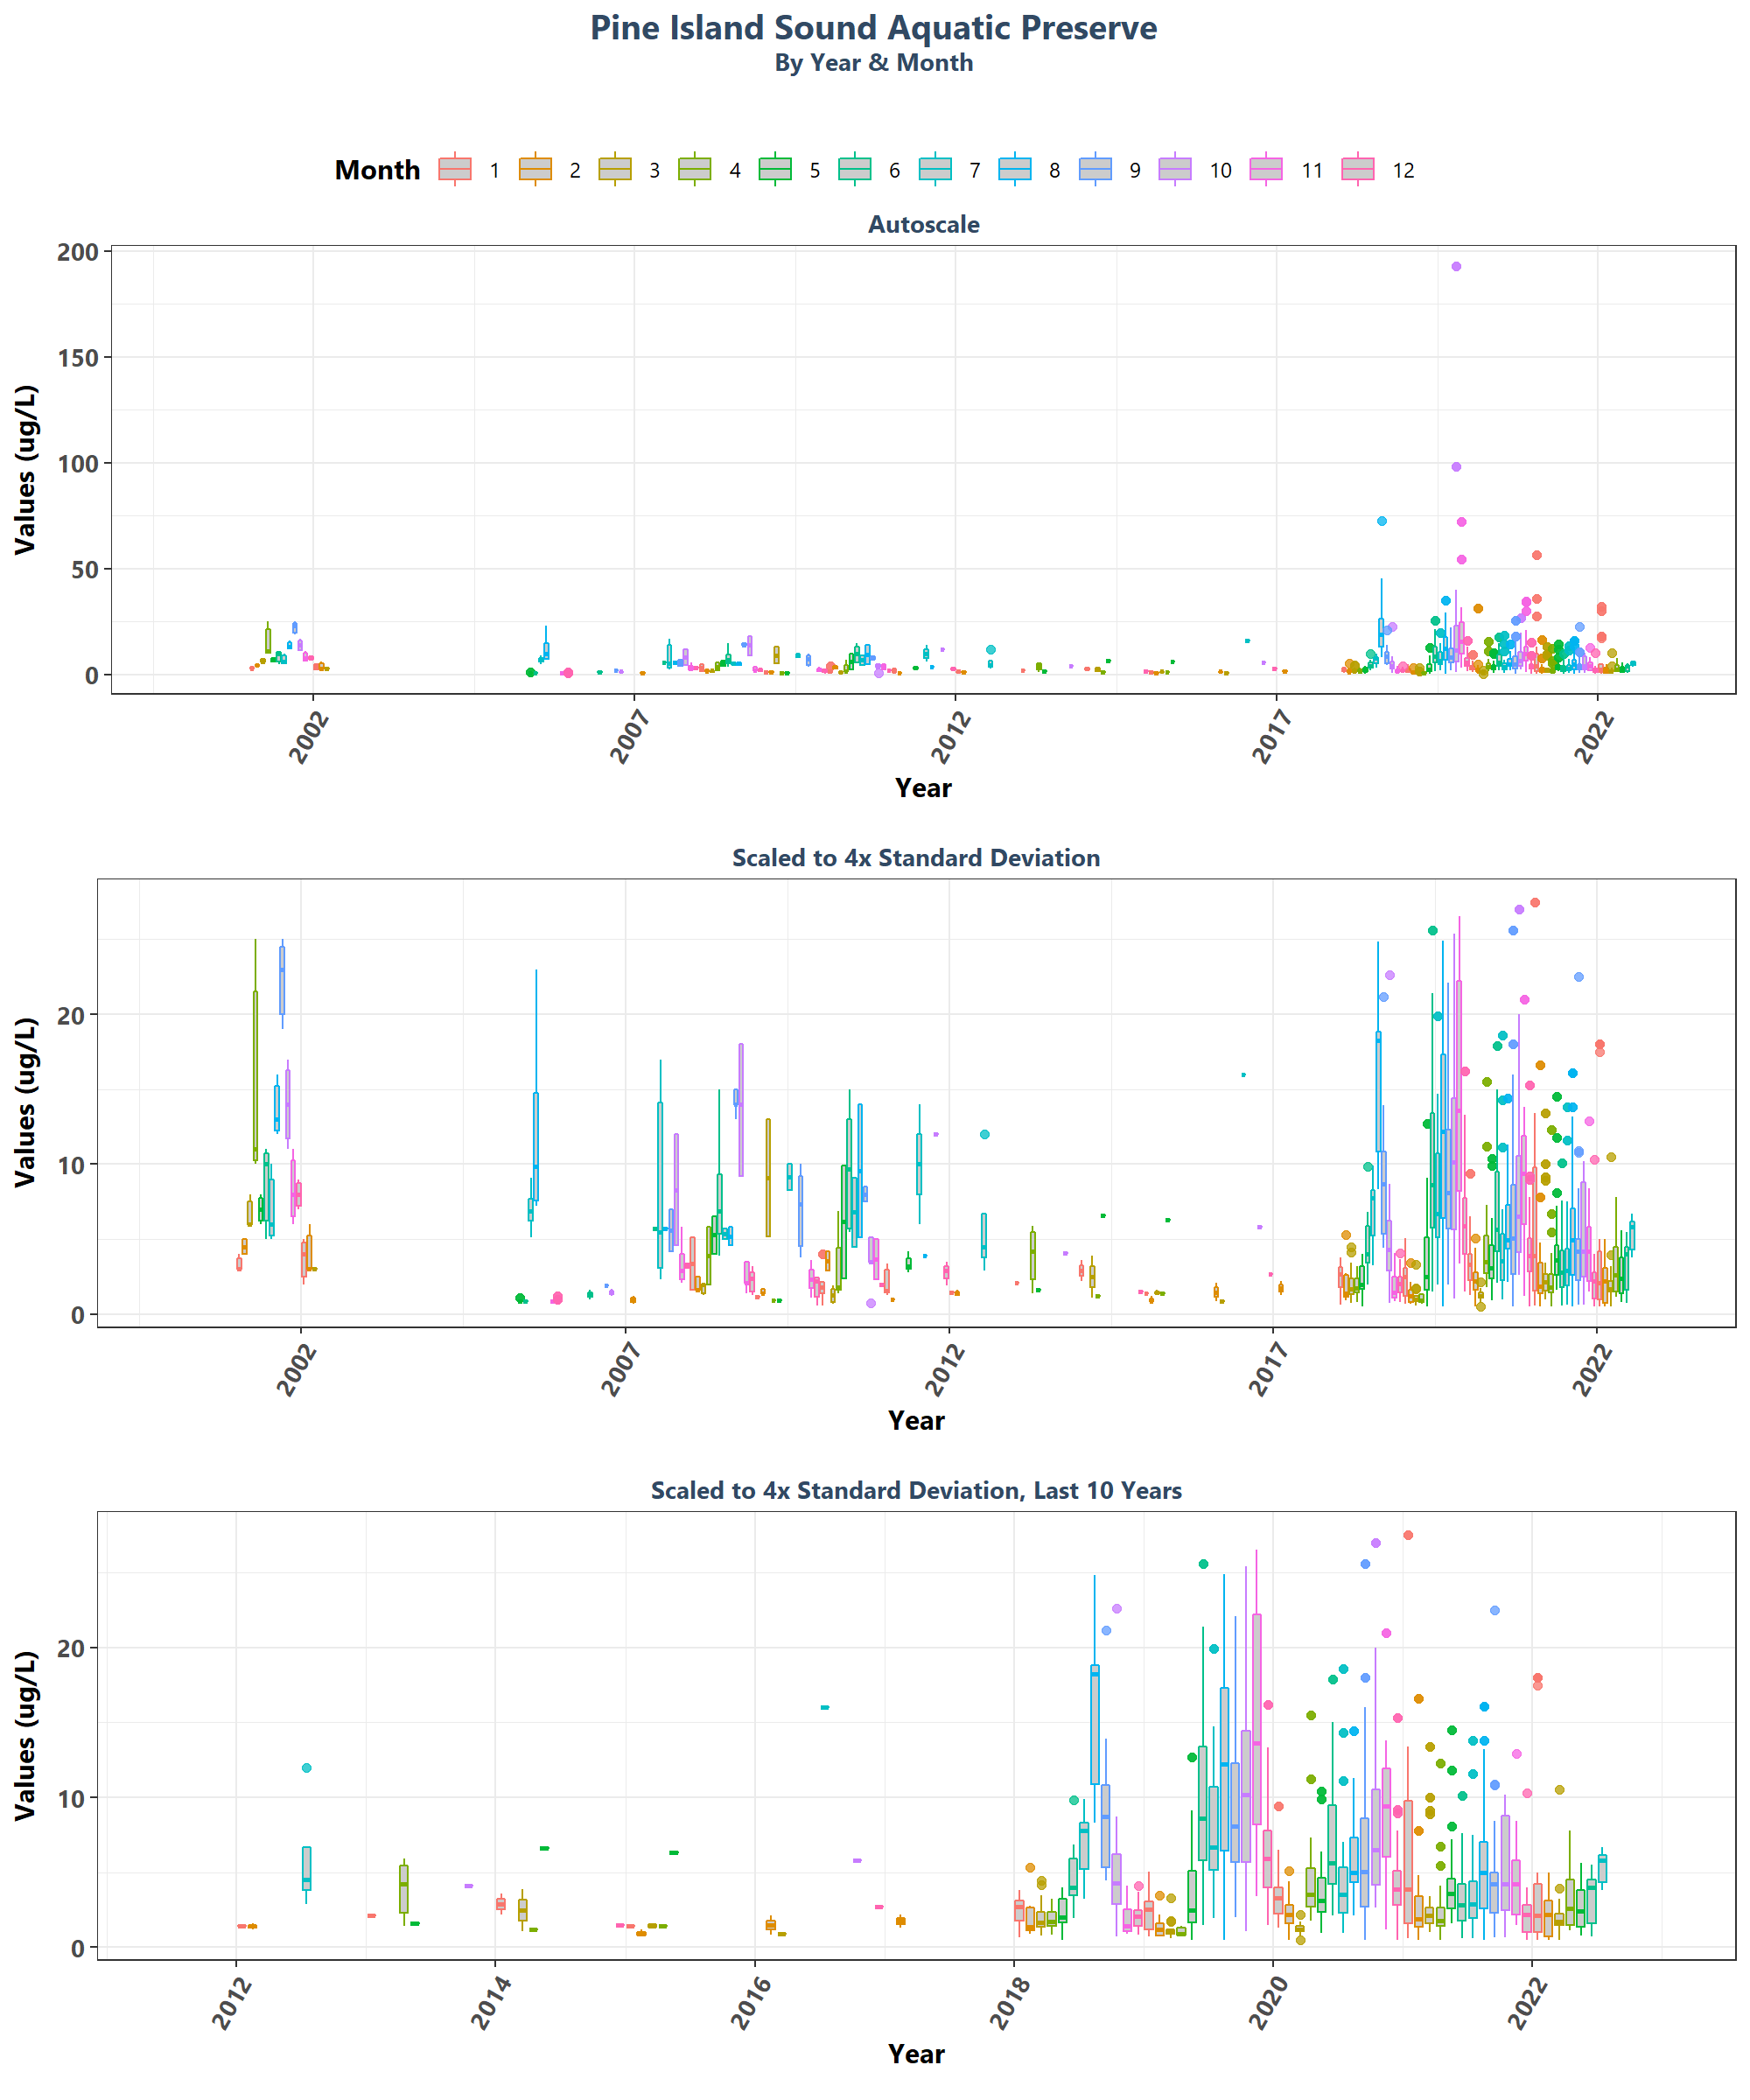 Pine Island Sound Aquatic Preserve
By Year & Month
Month 1 2 3 4 5 6 7 8 9 10 11 12
Autoscale
Values (ug/L)
200
150
100
50
0
2002 2007 2012 2017 2022
Year
Scaled to 4x Standard Deviation
Values (ug/L)
20
10
0
2002 2007 2012 2017 2022
Year
Scaled to 4x Standard Deviation, Last 10 Years
Values (ug/L)
20
10
0
2012 2014 2016 2018 2020 2022
Year